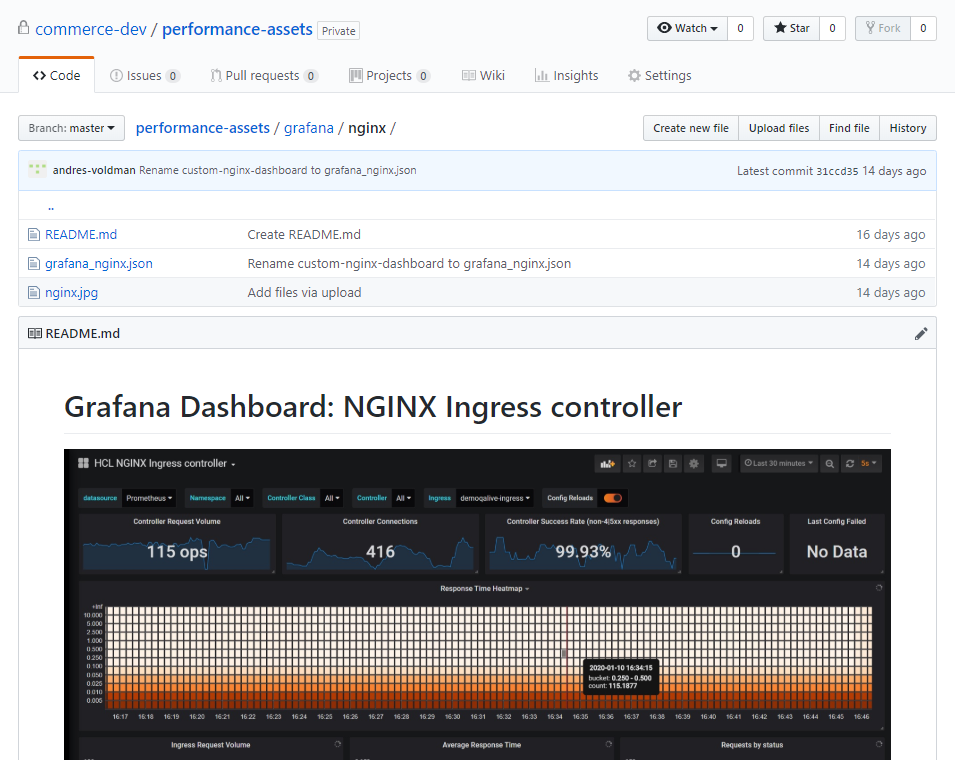 commerce-dev / performance-assets Private Watch 0 Star 0 Fork 0
Code Issues 0 Pull requests 0 Projects 0 Wiki Insights Settings
Branch: master performance-assets / grafana / nginx / Create new file Upload files Find file History
andres-voldman Rename custom-nginx-dashboard to grafana_nginx.json Latest commit 31ccd35 14 days ago
..
README.md Create README.md 16 days ago
grafana_nginx.json Rename custom-nginx-dashboard to grafana_nginx.json 14 days ago
nginx.jpg Add files via upload 14 days ago
README.md
Grafana Dashboard: NGINX Ingress controller
HCL NGINX Ingress controller Last 30 minutes 5s
datasource Prometheus Namespace All Controller Class All Controller All Ingress demoqalive-ingress Config Reloads
Controller Request Volume Controller Connections Controller Success Rate (non-4|5xx responses) Config Reloads Last Config Failed
115 ops 416 99.93% 0 No Data
Response Time Heatmap
+Inf
10.000
5.000
2.500
1.000
0.500
0.250
0.100
0.050
0.025
0.010
0.005
2020-01-10 16:34:15
bucket: 0.250 - 0.500
count: 115.1877
16:17 16:18 16:19 16:20 16:21 16:22 16:23 16:24 16:25 16:26 16:27 16:28 16:29 16:30 16:31 16:32 16:33 16:34 16:35 16:36 16:37 16:38 16:39 16:40 16:41 16:42 16:43 16:44 16:45 16:46
Ingress Request Volume Average Response Time Requests by status